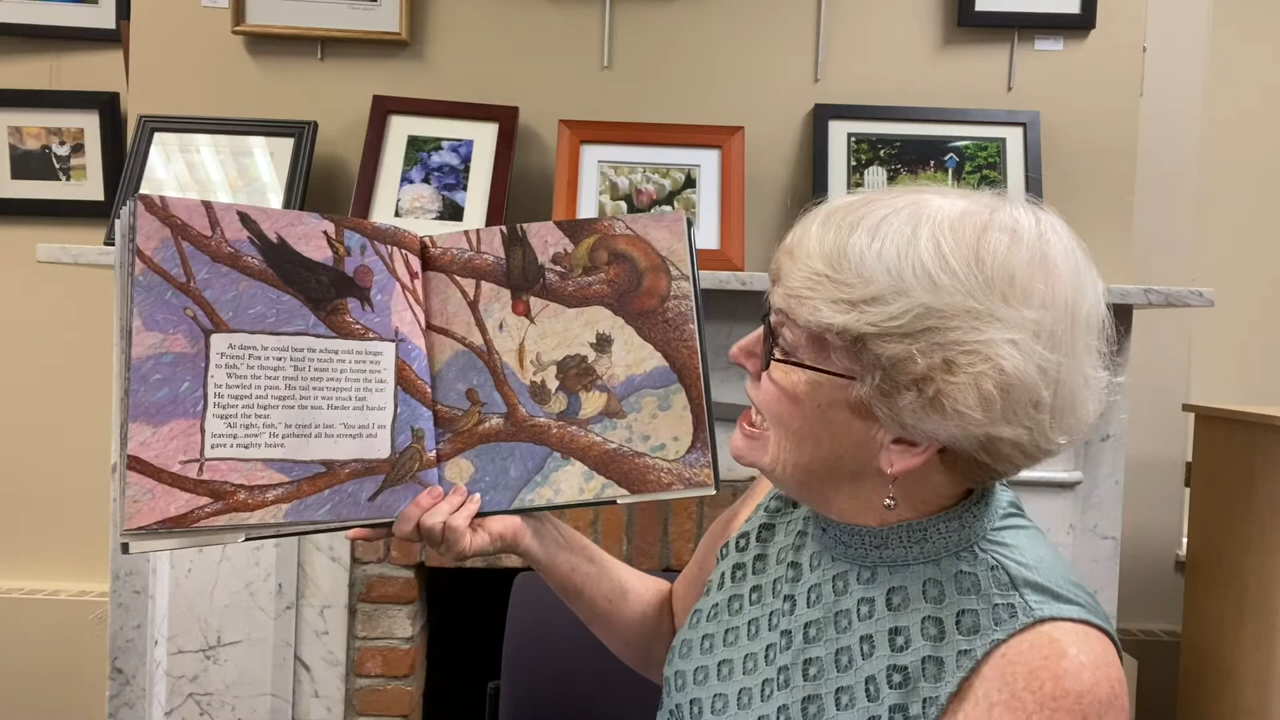 At dawn, he could bear the aching cold no longer.
"Friend Fox is very kind to teach me a new way
to fish," he thought. "But I want to go home now."
When the bear tried to step away from the lake,
he howled in pain. His tail was trapped in the ice!
He tugged and tugged, but it was stuck fast.
Higher and higher rose the sun. Harder and harder
tugged the bear.
"All right, fish," he cried at last. "You and I are
leaving...now!" He gathered all his strength and
gave a mighty heave.